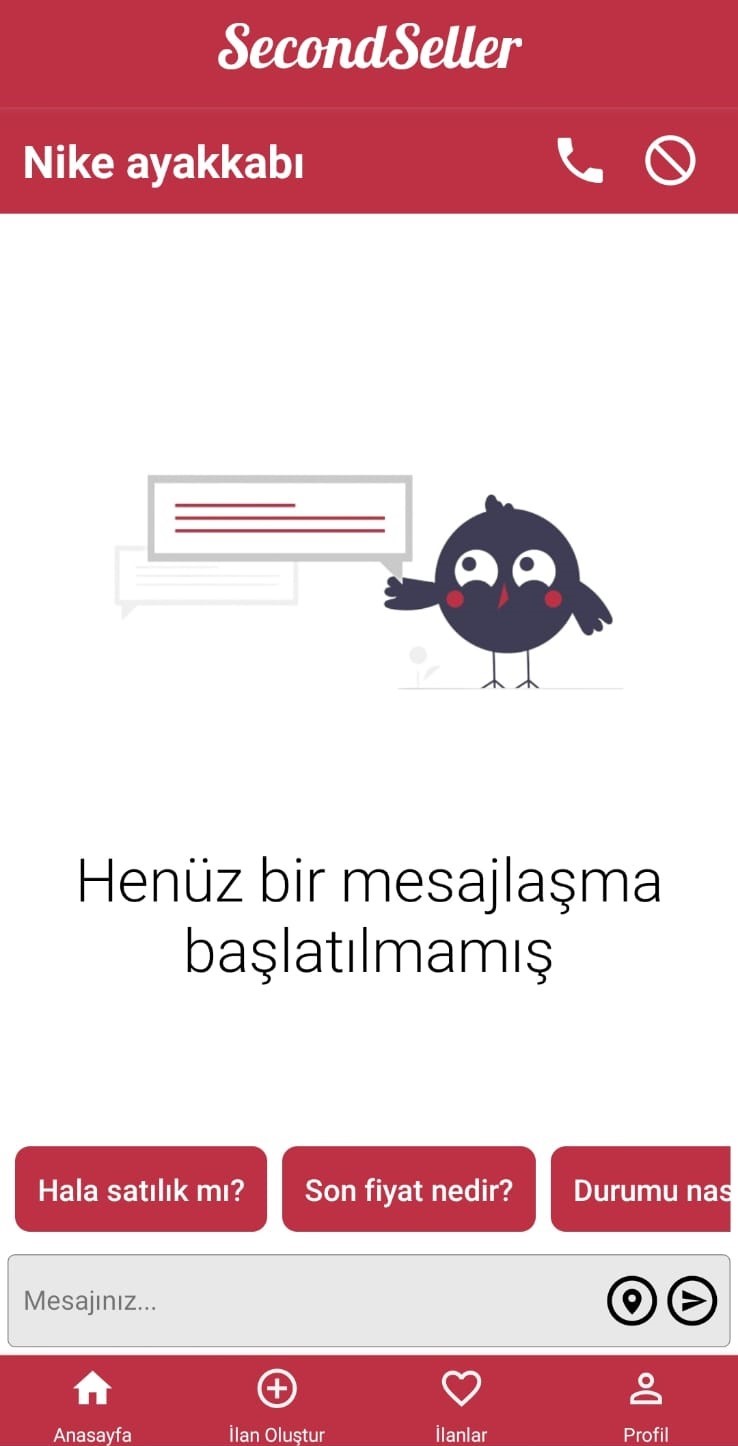 SecondSeller
Nike ayakkabı
Henüz bir mesajlaşma
başlatılmamış
Hala satılık mı?
Son fiyat nedir?
Durumu nas
Mesajınız...
Anasayfa
İlan Oluştur
İlanlar
Profil